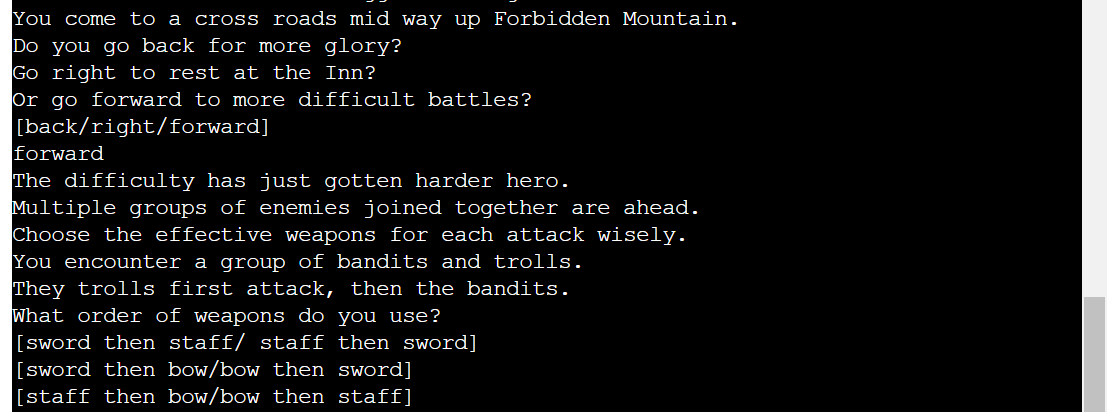 You come to a cross roads mid way up Forbidden Mountain.
Do you go back for more glory?
Go right to rest at the Inn?
Or go forward to more difficult battles?
[back/right/forward]
forward
The difficulty has just gotten harder hero.
Multiple groups of enemies joined together are ahead.
Choose the effective weapons for each attack wisely.
You encounter a group of bandits and trolls.
They trolls first attack, then the bandits.
What order of weapons do you use?
[sword then staff/ staff then sword]
[sword then bow/bow then sword]
[staff then bow/bow then staff]